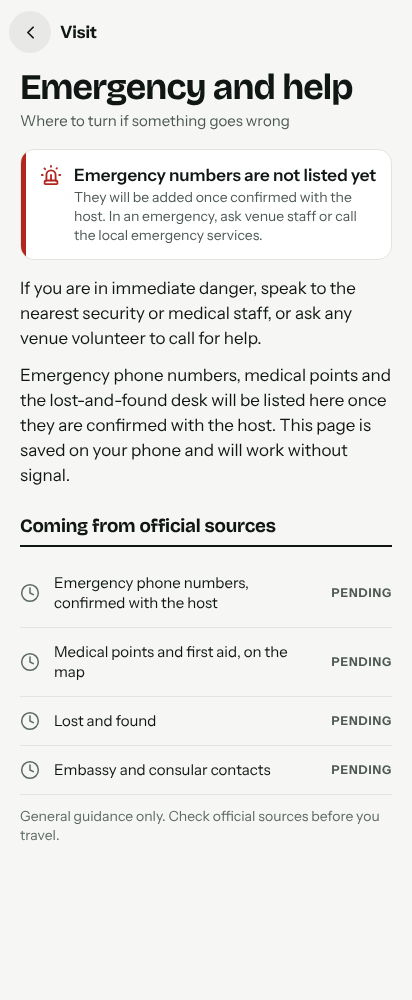 Visit
Emergency and help
Where to turn if something goes wrong
Emergency numbers are not listed yet
They will be added once confirmed with the
host. In an emergency, ask venue staff or call
the local emergency services.
If you are in immediate danger, speak to the
nearest security or medical staff, or ask any
venue volunteer to call for help.
Emergency phone numbers, medical points and
the lost-and-found desk will be listed here once
they are confirmed with the host. This page is
saved on your phone and will work without
signal.
Coming from official sources
Emergency phone numbers,
confirmed with the host
PENDING
Medical points and first aid, on the
map
PENDING
Lost and found
PENDING
Embassy and consular contacts
PENDING
General guidance only. Check official sources before you
travel.